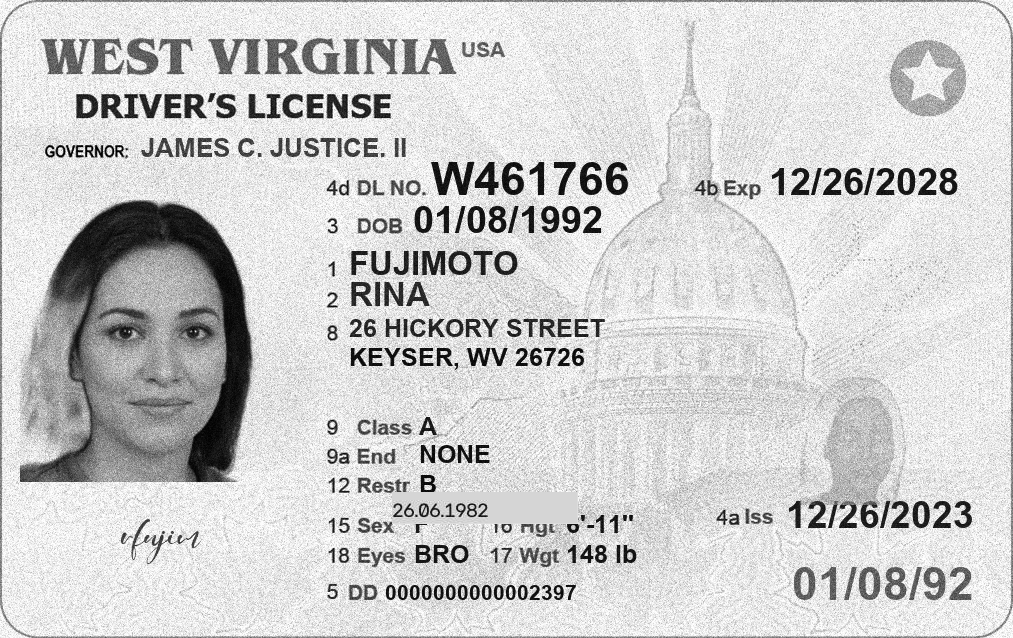 WEST VIRGINIA USA
DRIVER'S LICENSE
GOVERNOR: JAMES C. JUSTICE. II
4d DL NO. W461766 4b Exp 12/26/2028
3 DOB 01/08/1992
1 FUJIMOTO
2 RINA
8 26 HICKORY STREET
KEYSER, WV 26726
9 Class A
9a End NONE
12 Restr B
26.06.1982
15 Sex F 16 Hgt 6'-11"
4a Iss 12/26/2023
18 Eyes BRO 17 Wgt 148 lb
5 DD 0000000000002397
01/08/92